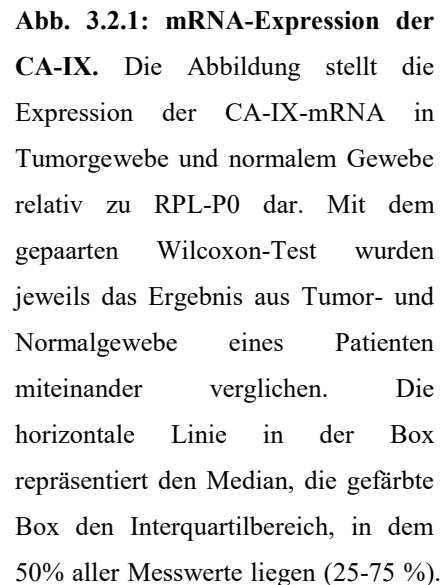 Abb. 3.2.1: mRNA-Expression der
CA-IX. Die Abbildung stellt die
Expression der CA-IX-mRNA in
Tumorgewebe und normalem Gewebe
relativ zu RPL-P0 dar. Mit dem
gepaarten Wilcoxon-Test wurden
jeweils das Ergebnis aus Tumor- und
Normalgewebe eines Patienten
miteinander verglichen. Die
horizontale Linie in der Box
repräsentiert den Median, die gefärbte
Box den Interquartilbereich, in dem
50% aller Messwerte liegen (25-75 %).